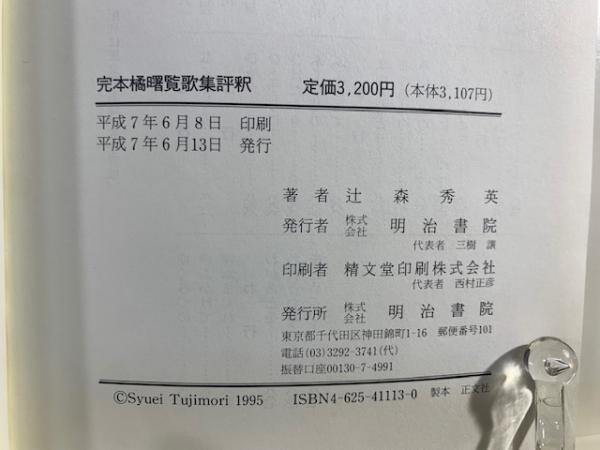 完本橘曙覧歌集評釈 定価3,200円（本体3,107円）
平成7年6月8日 印刷
平成7年6月13日 発行
著者 辻森秀英
発行者 株式会社 明治書院
代表者 三樹 譲
印刷者 精文堂印刷株式会社
代表者 西村正彦
発行所 株式会社 明治書院
東京都千代田区神田錦町1-16 郵便番号101
電話(03)3292-3741(代)
振替口座00130-7-4991
©Syuei Tujimori 1995 ISBN4-625-41113-0 製本 正文社